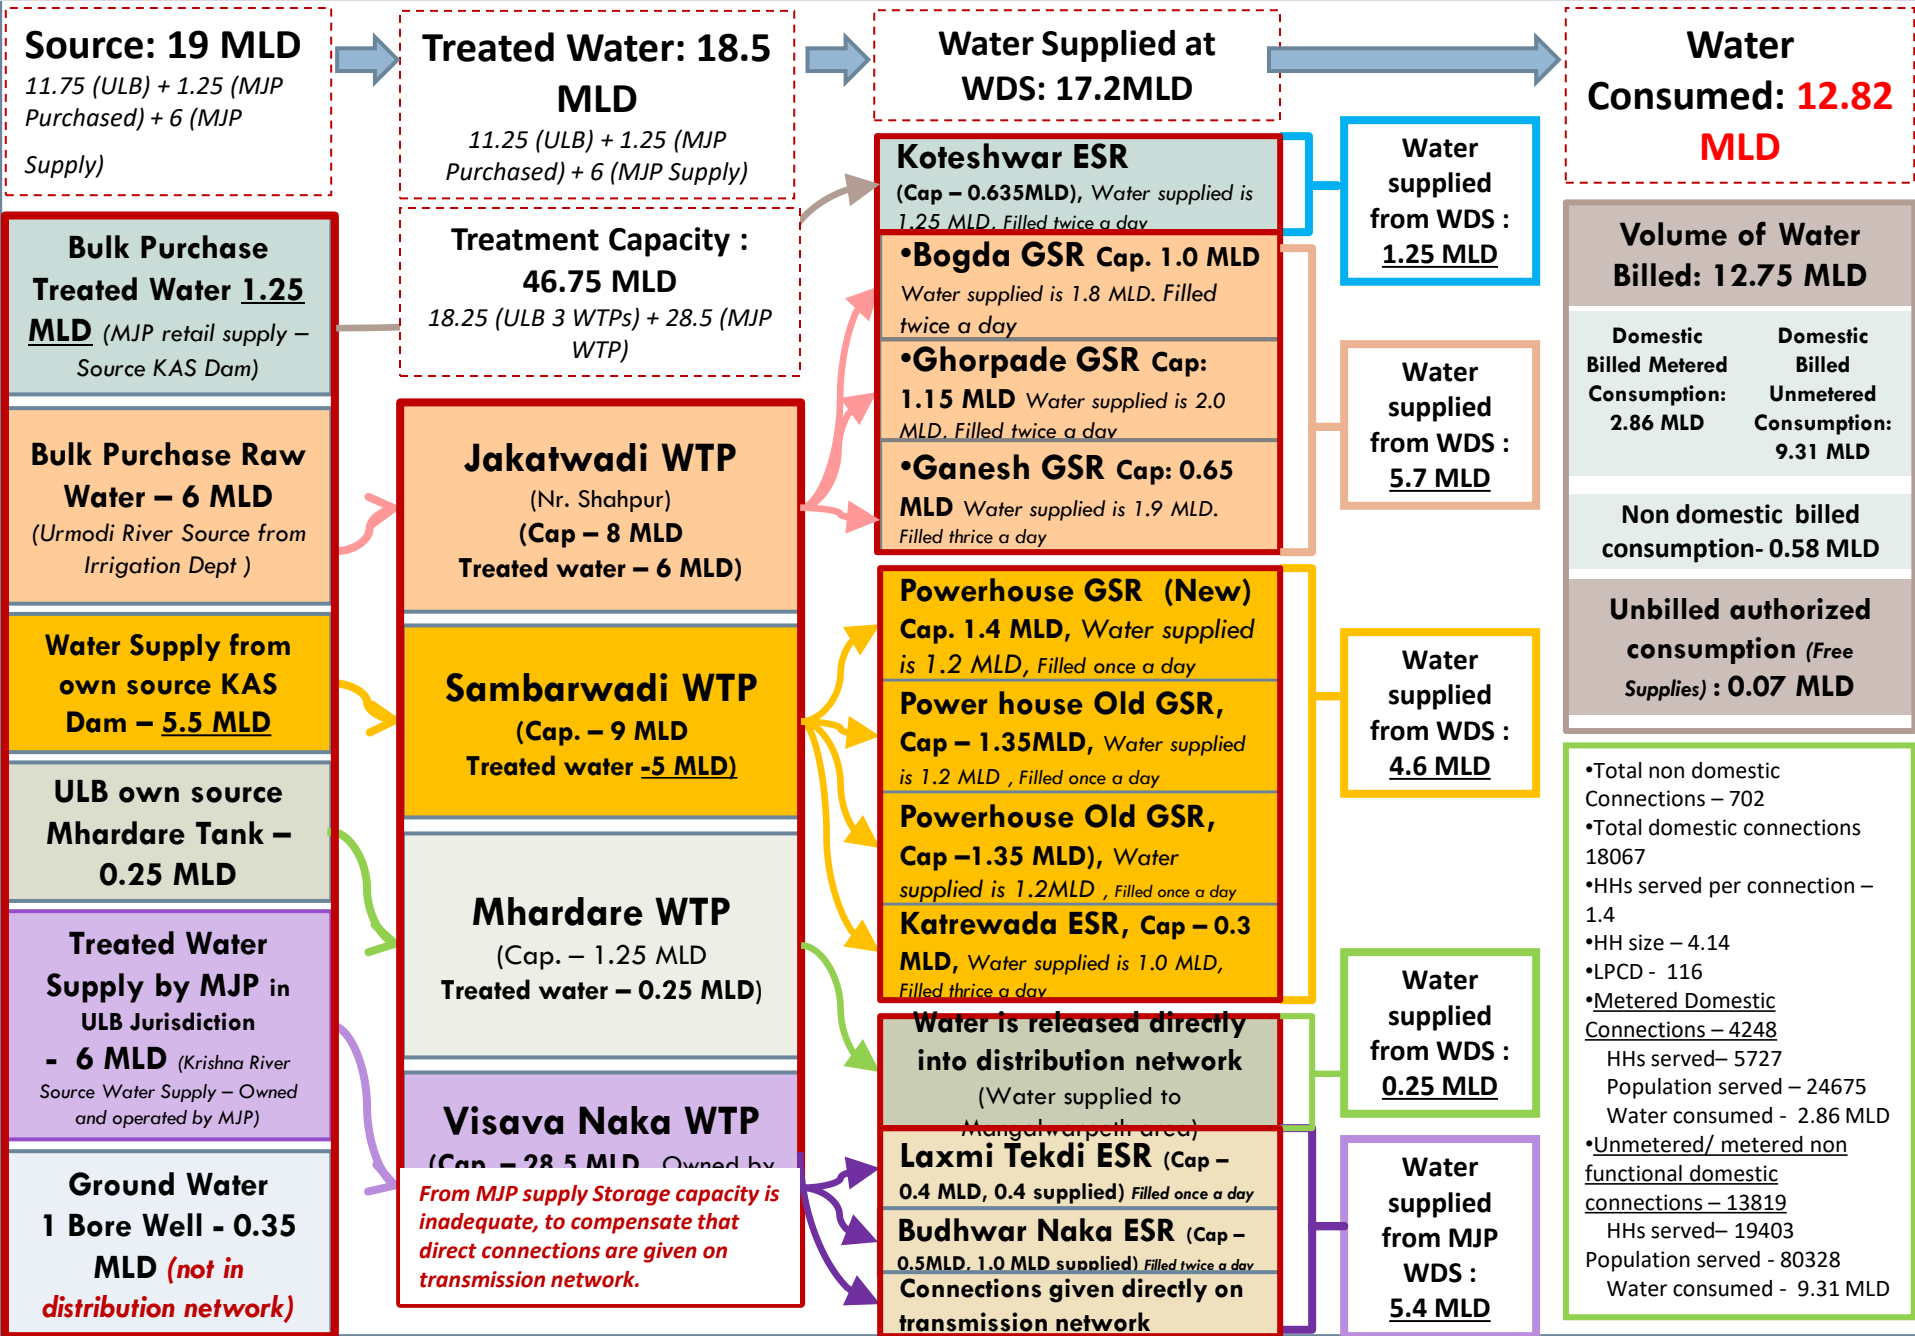 Source: 19 MLD
11.75 (ULB) + 1.25 (MJP
Purchased) + 6 (MJP
Supply)
Treated Water: 18.5
MLD
11.25 (ULB) + 1.25 (MJP
Purchased) + 6 (MJP Supply)
Water Supplied at
WDS: 17.2MLD
Water
Consumed: 12.82
MLD
Bulk Purchase
Treated Water 1.25
MLD (MJP retail supply –
Source KAS Dam)
Bulk Purchase Raw
Water – 6 MLD
(Urmodi River Source from
Irrigation Dept )
Water Supply from
own source KAS
Dam – 5.5 MLD
ULB own source
Mhardare Tank –
0.25 MLD
Treated Water
Supply by MJP in
ULB Jurisdiction
- 6 MLD (Krishna River
Source Water Supply – Owned
and operated by MJP)
Ground Water
1 Bore Well - 0.35
MLD (not in
distribution network)
Treatment Capacity :
46.75 MLD
18.25 (ULB 3 WTPs) + 28.5 (MJP
WTP)
Jakatwadi WTP
(Nr. Shahpur)
(Cap – 8 MLD
Treated water – 6 MLD)
Sambarwadi WTP
(Cap. – 9 MLD
Treated water -5 MLD)
Mhardare WTP
(Cap. – 1.25 MLD
Treated water – 0.25 MLD)
Visava Naka WTP
(Cap. – 28.5 MLD Owned by
From MJP supply Storage capacity is
inadequate, to compensate that
direct connections are given on
transmission network.
Koteshwar ESR
(Cap – 0.635MLD), Water supplied is
1.25 MLD, Filled twice a day
•Bogda GSR Cap. 1.0 MLD
Water supplied is 1.8 MLD. Filled
twice a day
•Ghorpade GSR Cap:
1.15 MLD Water supplied is 2.0
MLD, Filled twice a day
•Ganesh GSR Cap: 0.65
MLD Water supplied is 1.9 MLD.
Filled thrice a day
Powerhouse GSR (New)
Cap. 1.4 MLD, Water supplied
is 1.2 MLD, Filled once a day
Power house Old GSR,
Cap – 1.35MLD, Water supplied
is 1.2 MLD , Filled once a day
Powerhouse Old GSR,
Cap –1.35 MLD), Water
supplied is 1.2MLD , Filled once a day
Katrewada ESR, Cap – 0.3
MLD, Water supplied is 1.0 MLD,
Filled thrice a day
Water is released directly
into distribution network
(Water supplied to
Mangalwarpeth area)
Laxmi Tekdi ESR (Cap –
0.4 MLD, 0.4 supplied) Filled once a day
Budhwar Naka ESR (Cap –
0.5MLD, 1.0 MLD supplied) Filled twice a day
Connections given directly on
transmission network
Water
supplied
from WDS :
1.25 MLD
Water
supplied
from WDS :
5.7 MLD
Water
supplied
from WDS :
4.6 MLD
Water
supplied
from WDS :
0.25 MLD
Water
supplied
from MJP
WDS :
5.4 MLD
Volume of Water
Billed: 12.75 MLD
Domestic
Billed Metered
Consumption:
2.86 MLD
Domestic
Billed
Unmetered
Consumption:
9.31 MLD
Non domestic billed
consumption- 0.58 MLD
Unbilled authorized
consumption (Free
Supplies) : 0.07 MLD
•Total non domestic
Connections – 702
•Total domestic connections
18067
•HHs served per connection –
1.4
•HH size – 4.14
•LPCD - 116
•Metered Domestic
Connections – 4248
HHs served– 5727
Population served – 24675
Water consumed - 2.86 MLD
•Unmetered/ metered non
functional domestic
connections – 13819
HHs served– 19403
Population served - 80328
Water consumed - 9.31 MLD